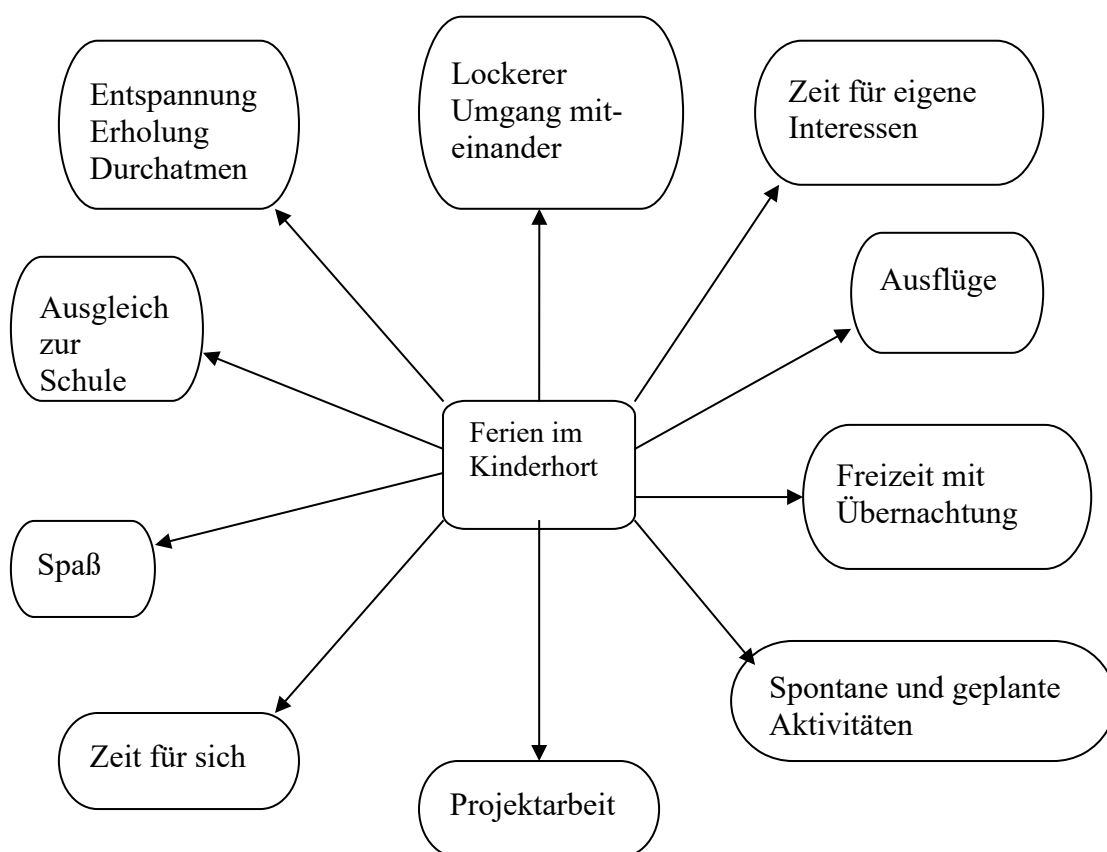 Entspannung
Erholung
Durchatmen
Lockerer
Umgang mit-
einander
Zeit für eigene
Interessen
Ausflüge
Ausgleich
zur
Schule
Ferien im
Kinderhort
Freizeit mit
Übernachtung
Spaß
Spontane und geplante
Aktivitäten
Zeit für sich
Projektarbeit